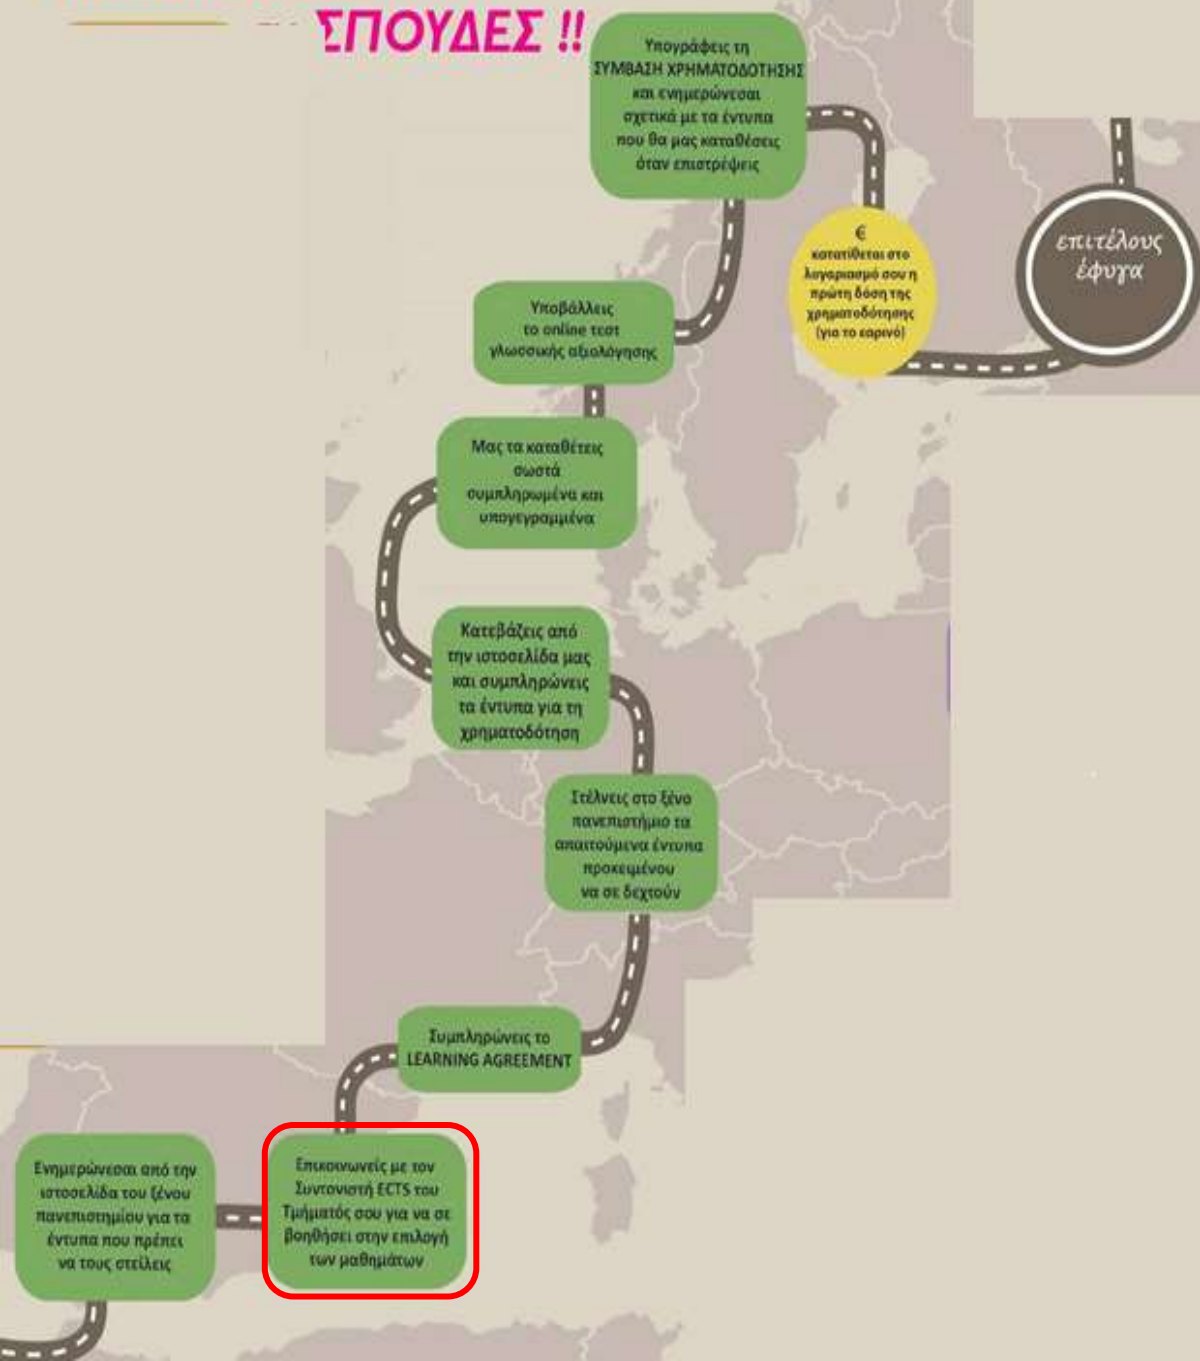 ΣΠΟΥΔΕΣ !!
Υπογράφεις τη
ΣΥΜΒΑΣΗ ΧΡΗΜΑΤΟΔΟΤΗΣΗΣ
και ενημερώνεσαι
σχετικά με τα έντυπα
που θα μας καταθέσεις
όταν επιστρέψεις
€
κατατίθεται στο
λογαριασμό σου η
πρώτη δόση της
χρηματοδότησης
(για το εαρινό)
επιτέλους
έφυγα
Υποβάλλεις
το online τεστ
γλωσσικής αξιολόγησης
Μας τα καταθέτεις
σωστά
συμπληρωμένα και
υπογεγραμμένα
Κατεβάζεις από
την ιστοσελίδα μας
και συμπληρώνεις
τα έντυπα για τη
χρηματοδότηση
Στέλνεις στο ξένο
πανεπιστήμιο τα
απαιτούμενα έντυπα
προκειμένου
να σε δεχτούν
Συμπληρώνεις το
LEARNING AGREEMENT
Επικοινωνείς με τον
Συντονιστή ECTS του
Τμήματός σου για να σε
βοηθήσει στην επιλογή
των μαθημάτων
Ενημερώνεσαι από την
ιστοσελίδα του ξένου
πανεπιστημίου για τα
έντυπα που πρέπει
να τους στείλεις